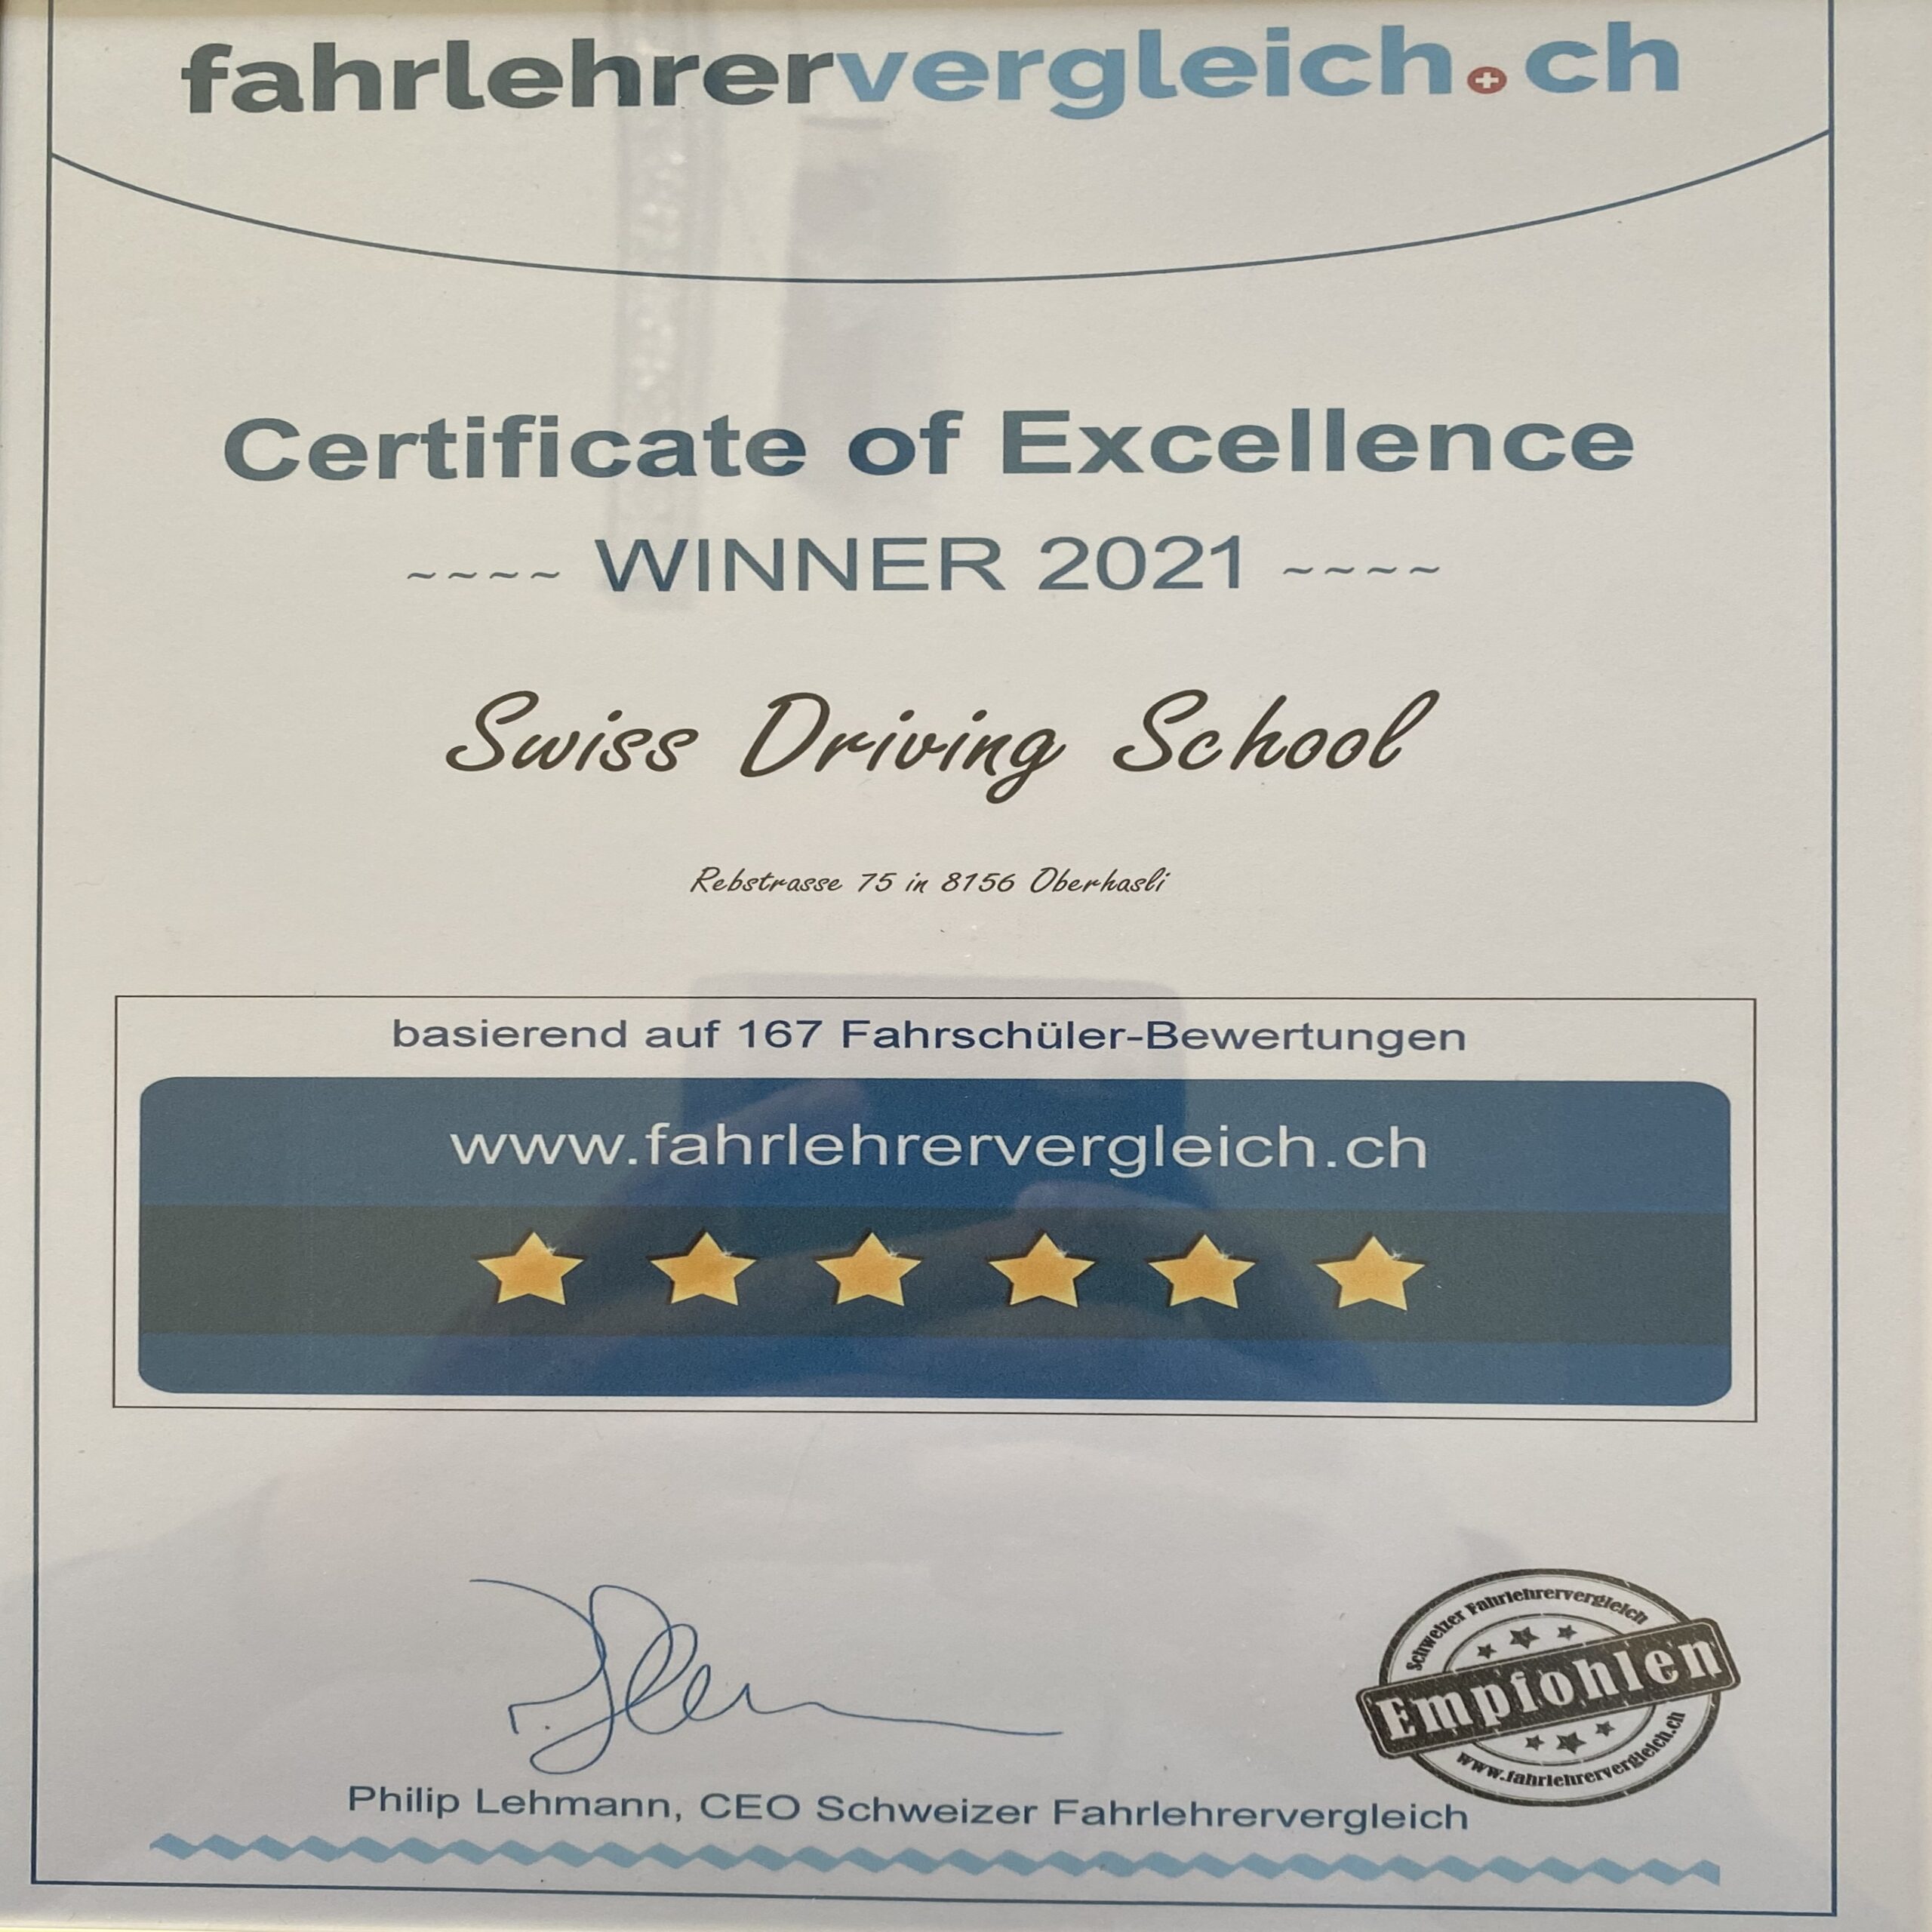 fahrlehrervergleich.ch
Certificate of Excellence
~~~~ WINNER 2021 ~~~~
Swiss Driving School
Rebstrasse 75 in 8156 Oberhasli
basierend auf 167 Fahrschüler-Bewertungen
www.fahrlehrervergleich.ch
Schweizer Fahrlehrervergleich
Empfohlen
www.fahrlehrervergleich.ch
Philip Lehmann, CEO Schweizer Fahrlehrervergleich